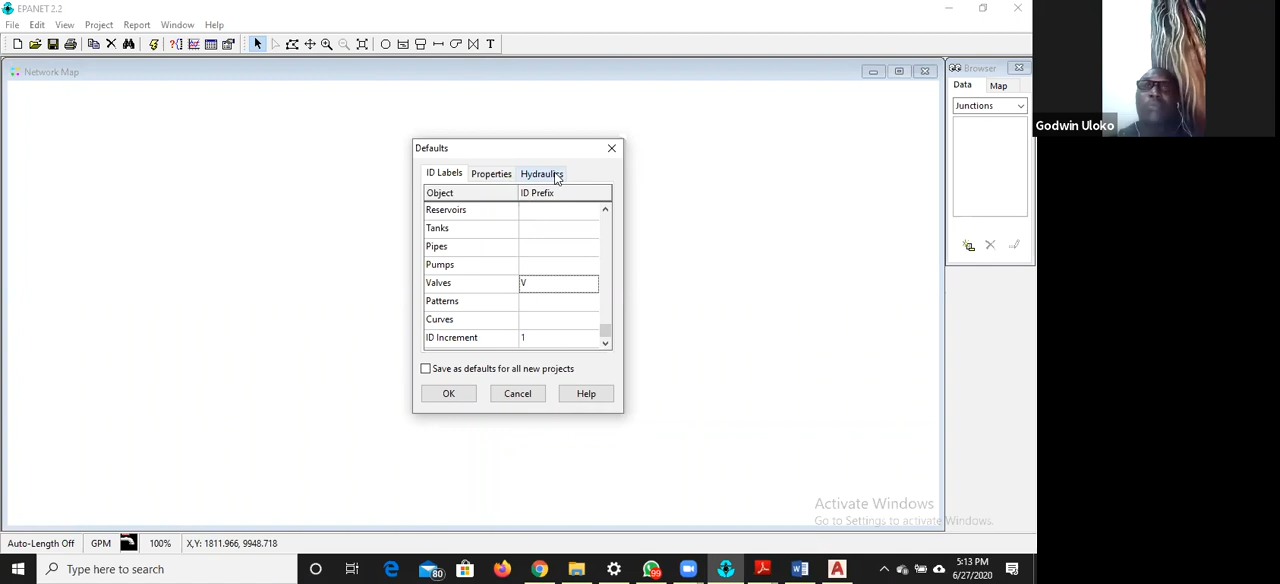 EPANET 2.2
File Edit View Project Report Window Help
T
Network Map
Browser
Data Map
Junctions
Godwin Uloko
Defaults
ID Labels Properties Hydraulics
Object ID Prefix
Reservoirs
Tanks
Pipes
Pumps
Valves V
Patterns
Curves
ID Increment 1
Save as defaults for all new projects
OK Cancel Help
Activate Windows
Go to Settings to activate Windows.
Auto-Length Off GPM 100% X,Y: 1811.966, 9948.718
Type here to search
80
99
5:13 PM
6/27/2020